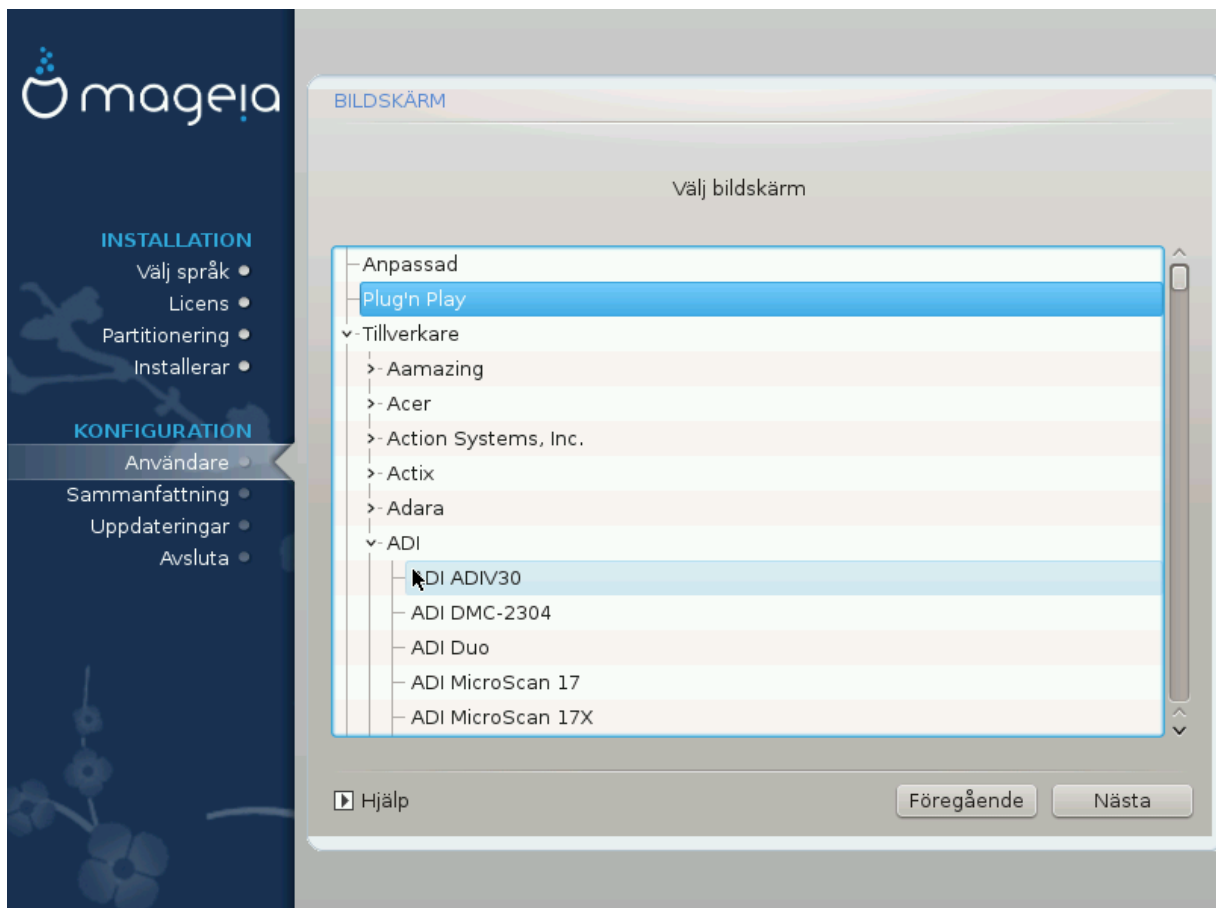 mageia
INSTALLATION
Välj språk
Licens
Partitionering
Installerar
KONFIGURATION
Användare
Sammanfattning
Uppdateringar
Avsluta
BILDSKÄRM
Välj bildskärm
Anpassad
Plug'n Play
Tillverkare
Aamazing
Acer
Action Systems, Inc.
Actix
Adara
ADI
ADI ADIV30
ADI DMC-2304
ADI Duo
ADI MicroScan 17
ADI MicroScan 17X
Hjälp
Föregående
Nästa